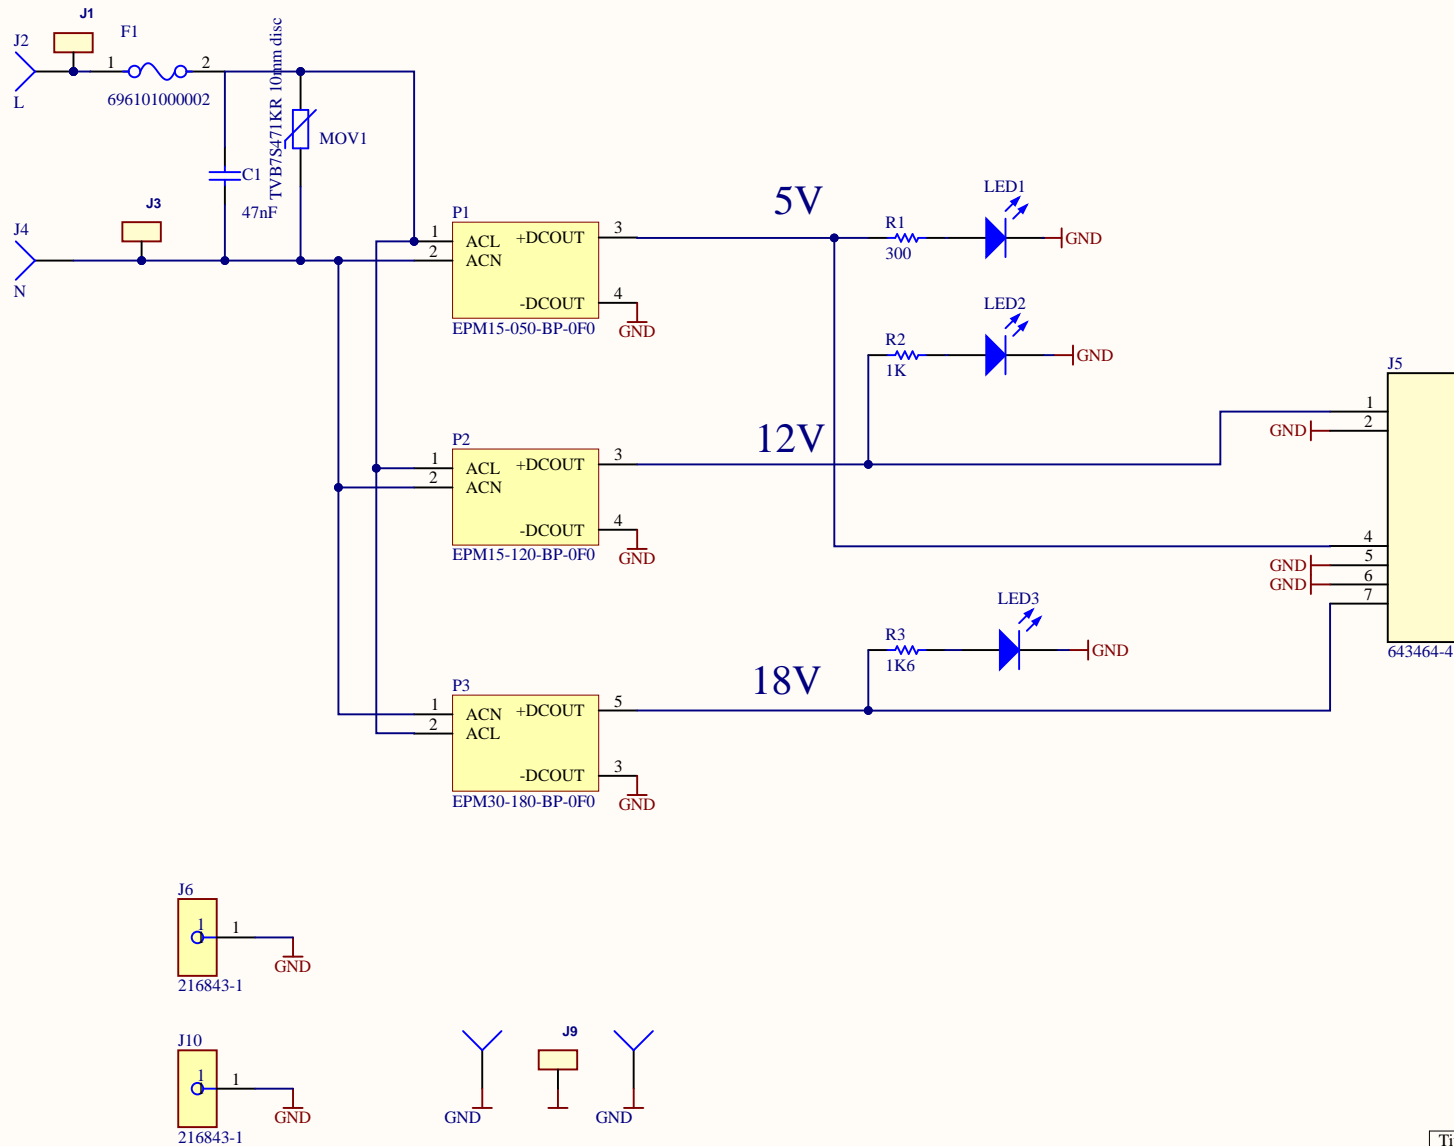 J1
J2
F1
1
2
L
696101000002
TVB7S471KR 10mm disc
MOV1
C1
47nF
J3
J4
N
P1
1
2
ACL
ACN
+DCOUT
-DCOUT
3
4
GND
EPM15-050-BP-0F0
5V
R1
300
LED1
GND
LED2
R2
1K
GND
12V
P2
1
2
ACL
ACN
+DCOUT
-DCOUT
3
4
GND
EPM15-120-BP-0F0
J5
1
2
GND
4
5
GND
6
GND
7
643464-4
LED3
R3
1K6
GND
18V
P3
1
2
ACN
ACL
+DCOUT
-DCOUT
5
3
GND
EPM30-180-BP-0F0
J6
1
1
GND
216843-1
J10
1
1
GND
216843-1
GND
J9
GND
Ti